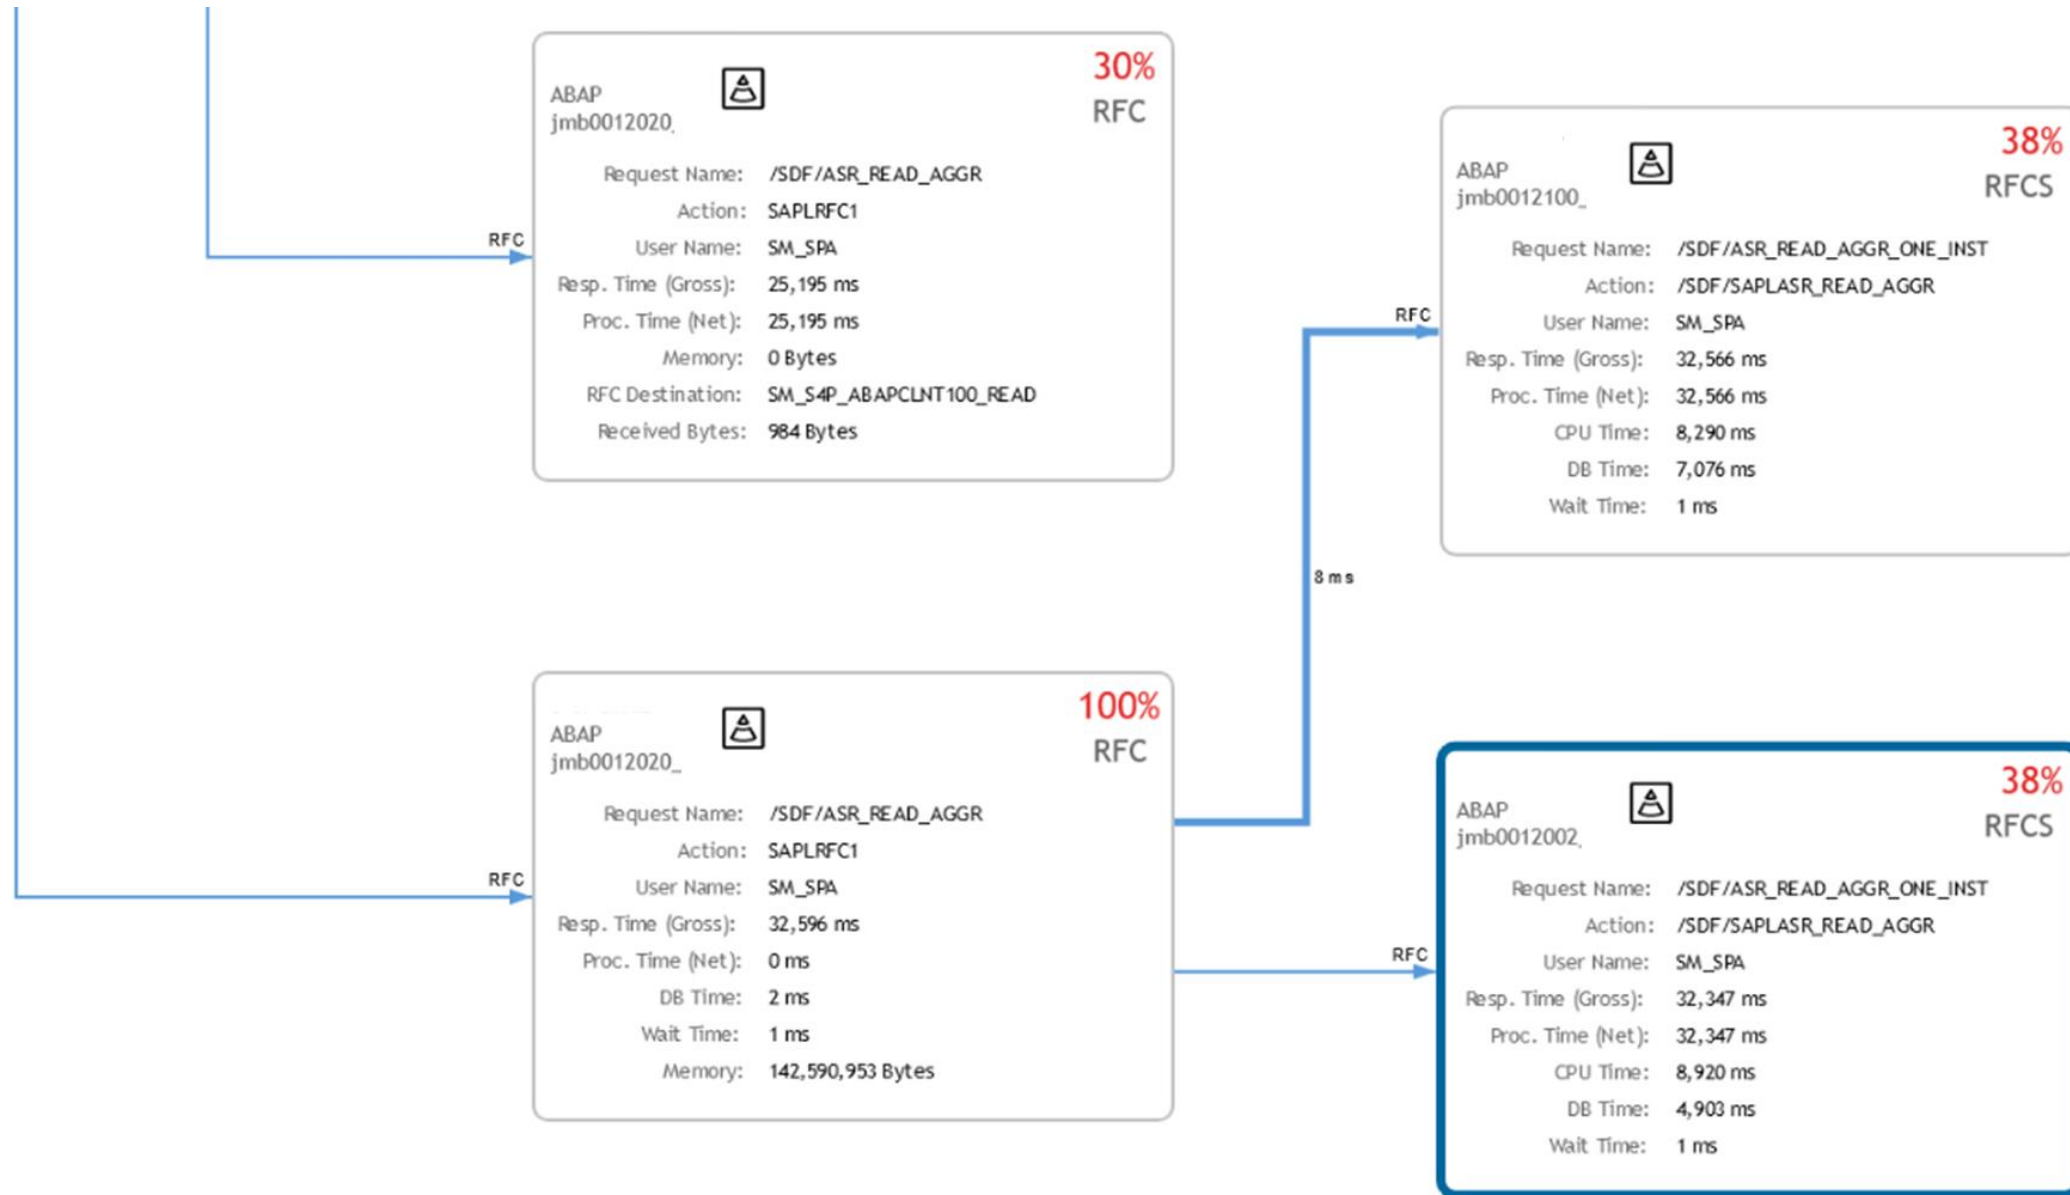 30%
ABAP
RFC
jmb0012020_
Request Name: /SDF/ASR_READ_AGGR
Action: SAPLRFC1
User Name: SM_SPA
RFC
Resp. Time (Gross): 25,195 ms
Proc. Time (Net): 25,195 ms
Memory: 0 Bytes
RFC Destination: SM_S4P_ABAPCLNT100_READ
Received Bytes: 984 Bytes
38%
ABAP
RFCS
jmb0012100_
Request Name: /SDF/ASR_READ_AGGR_ONE_INST
Action: /SDF/SAPLASR_READ_AGGR
RFC
User Name: SM_SPA
Resp. Time (Gross): 32,566 ms
Proc. Time (Net): 32,566 ms
CPU Time: 8,290 ms
DB Time: 7,076 ms
Wait Time: 1 ms
8 ms
100%
ABAP
RFC
jmb0012020_
Request Name: /SDF/ASR_READ_AGGR
Action: SAPLRFC1
RFC
User Name: SM_SPA
Resp. Time (Gross): 32,596 ms
Proc. Time (Net): 0 ms
DB Time: 2 ms
Wait Time: 1 ms
Memory: 142,590,953 Bytes
38%
ABAP
RFCS
jmb0012002_
Request Name: /SDF/ASR_READ_AGGR_ONE_INST
Action: /SDF/SAPLASR_READ_AGGR
RFC
User Name: SM_SPA
Resp. Time (Gross): 32,347 ms
Proc. Time (Net): 32,347 ms
CPU Time: 8,920 ms
DB Time: 4,903 ms
Wait Time: 1 ms